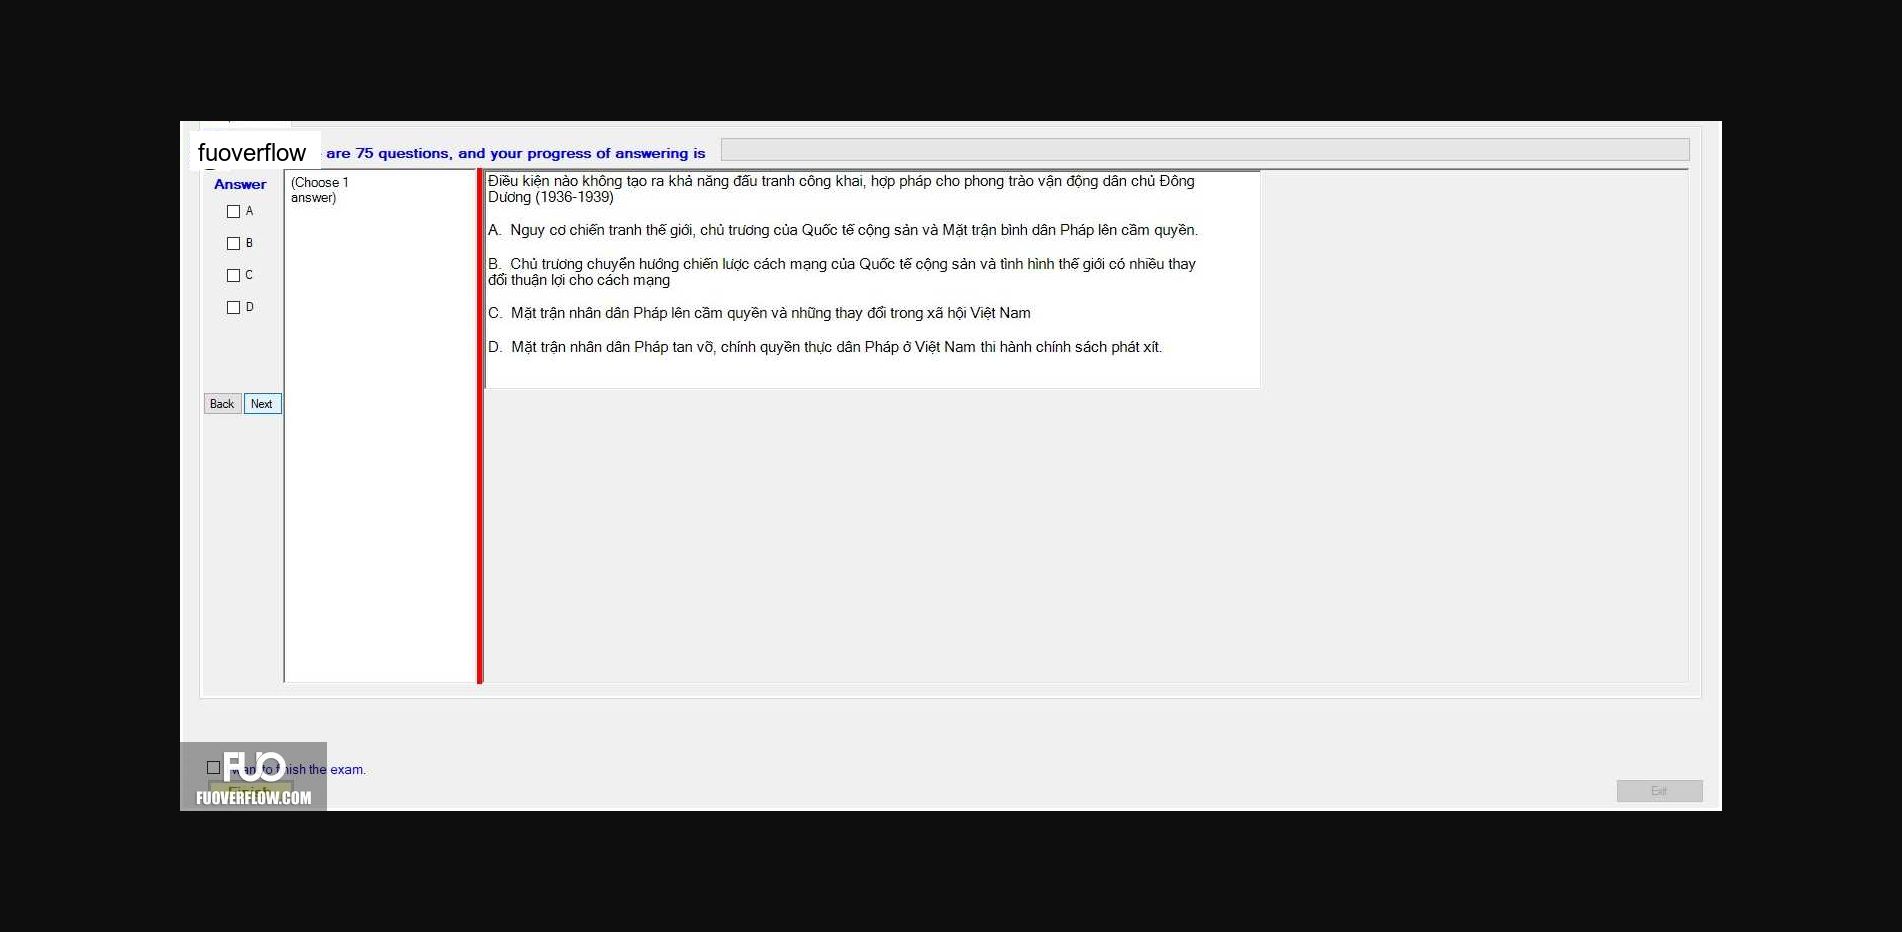 fuoverflow
are 75 questions, and your progress of answering is
Answer
(Choose 1
answer)
A
B
C
D
Back
Next
Điều kiện nào không tạo ra khả năng đấu tranh công khai, hợp pháp cho phong trào vận động dân chủ Đông
Dương (1936-1939)
A. Nguy cơ chiến tranh thế giới, chủ trương của Quốc tế cộng sản và Mặt trận bình dân Pháp lên cầm quyền.
B. Chủ trương chuyển hướng chiến lược cách mạng của Quốc tế cộng sản và tình hình thế giới có nhiều thay
đổi thuận lợi cho cách mạng
C. Mặt trận nhân dân Pháp lên cầm quyền và những thay đổi trong xã hội Việt Nam
D. Mặt trận nhân dân Pháp tan vỡ, chính quyền thực dân Pháp ở Việt Nam thi hành chính sách phát xít.
want to finish the exam.
Finish
FUO
FUOVERFLOW.COM
Exit